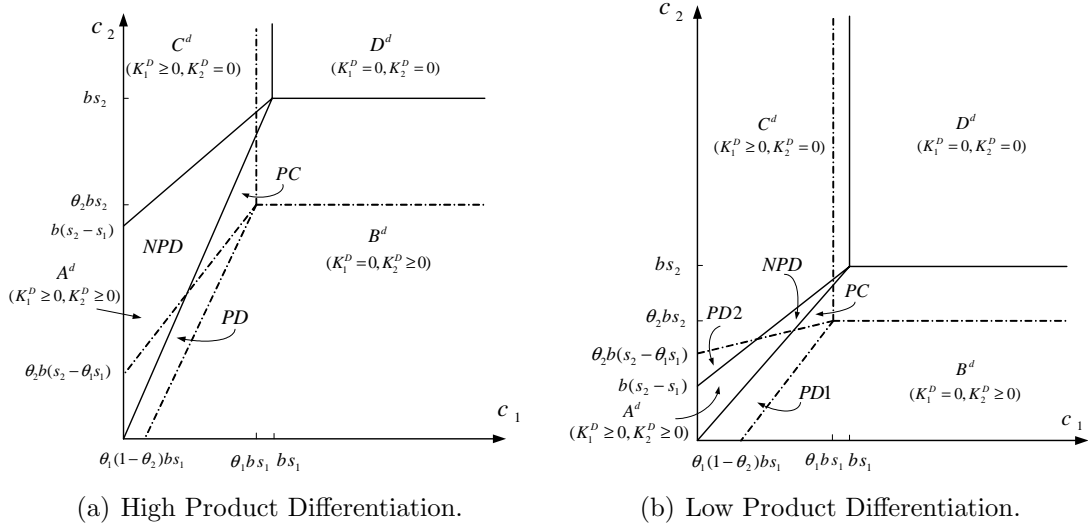 c₂
C^d
(K₁^D ≥ 0, K₂^D = 0)
D^d
(K₁^D = 0, K₂^D = 0)
bs₂
PC
θ₂bs₂
b(s₂ − s₁)
NPD
B^d
(K₁^D = 0, K₂^D ≥ 0)
A^d
(K₁^D ≥ 0, K₂^D ≥ 0)
PD
θ₂b(s₂ − θ₁s₁)
c₁
θ₁(1 − θ₂)bs₁
θ₁bs₁
bs₁
(a) High Product Differentiation.
c₂
C^d
(K₁^D ≥ 0, K₂^D = 0)
D^d
(K₁^D = 0, K₂^D = 0)
bs₂
NPD
PC
θ₂bs₂
PD2
θ₂b(s₂ − θ₁s₁)
b(s₂ − s₁)
B^d
(K₁^D = 0, K₂^D ≥ 0)
PD1
A^d
(K₁^D ≥ 0, K₂^D ≥ 0)
c₁
θ₁(1 − θ₂)bs₁
θ₁bs₁
bs₁
(b) Low Product Differentiation.